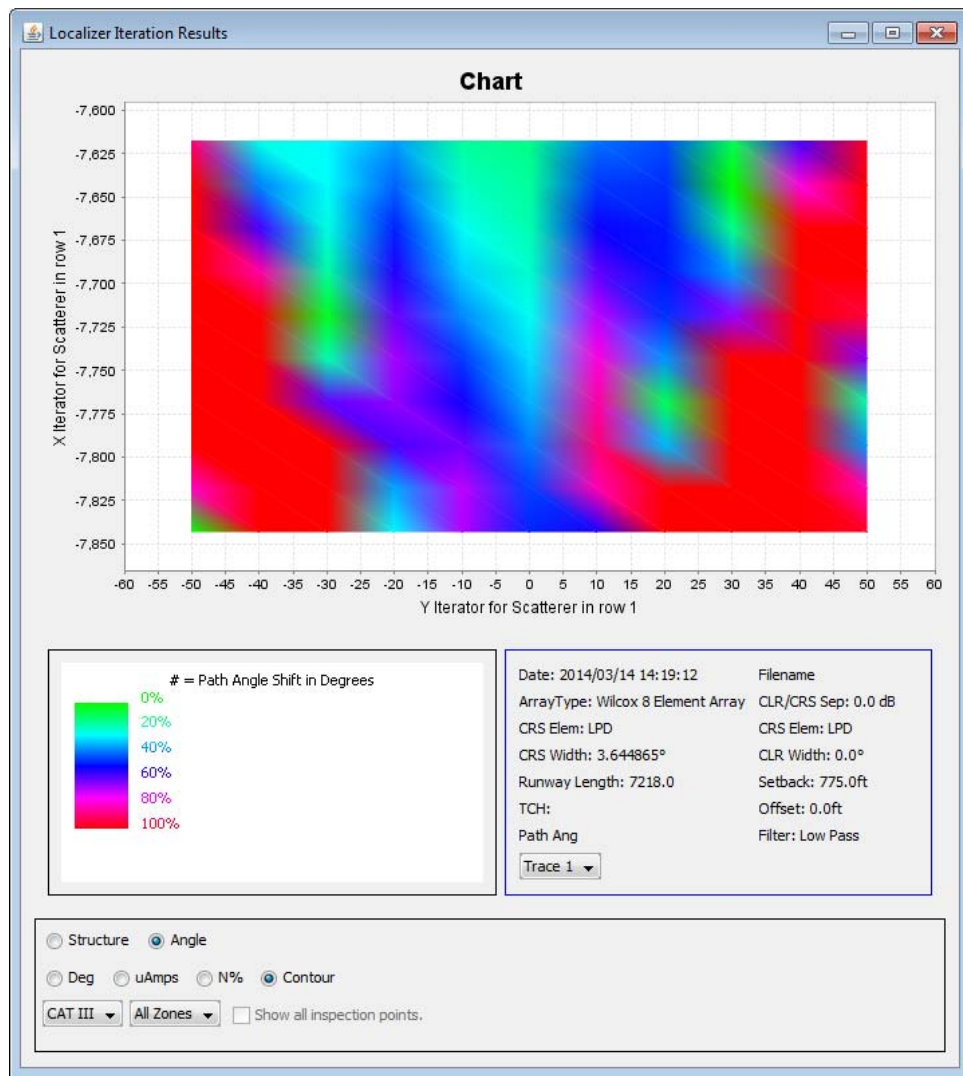 Localizer Iteration Results
Chart
-7,600
-7,625
-7,650
-7,675
-7,700
-7,725
-7,750
-7,775
-7,800
-7,825
-7,850
X Iterator for Scatterer in row 1
-60 -55 -50 -45 -40 -35 -30 -25 -20 -15 -10 -5 0 5 10 15 20 25 30 35 40 45 50 55 60
Y Iterator for Scatterer in row 1
# = Path Angle Shift in Degrees
0%
20%
40%
60%
80%
100%
Date: 2014/03/14 14:19:12 Filename
ArrayType: Wilcox 8 Element Array CLR/CRS Sep: 0.0 dB
CRS Elem: LPD CRS Elem: LPD
CRS Width: 3.644865° CLR Width: 0.0°
Runway Length: 7218.0 Setback: 775.0ft
TCH: Offset: 0.0ft
Path Ang Filter: Low Pass
Trace 1
Structure Angle
Deg uAmps N% Contour
CAT III All Zones Show all inspection points.